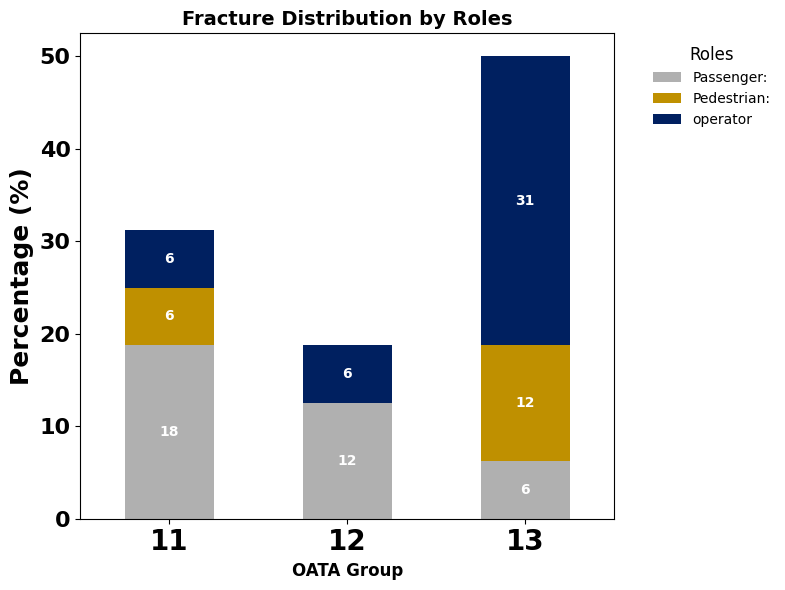 Fracture Distribution by Roles
Percentage (%)
50
40
30
20
10
0
6
6
18
6
12
31
12
6
11 12 13
OATA Group
Roles
Passenger:
Pedestrian:
operator